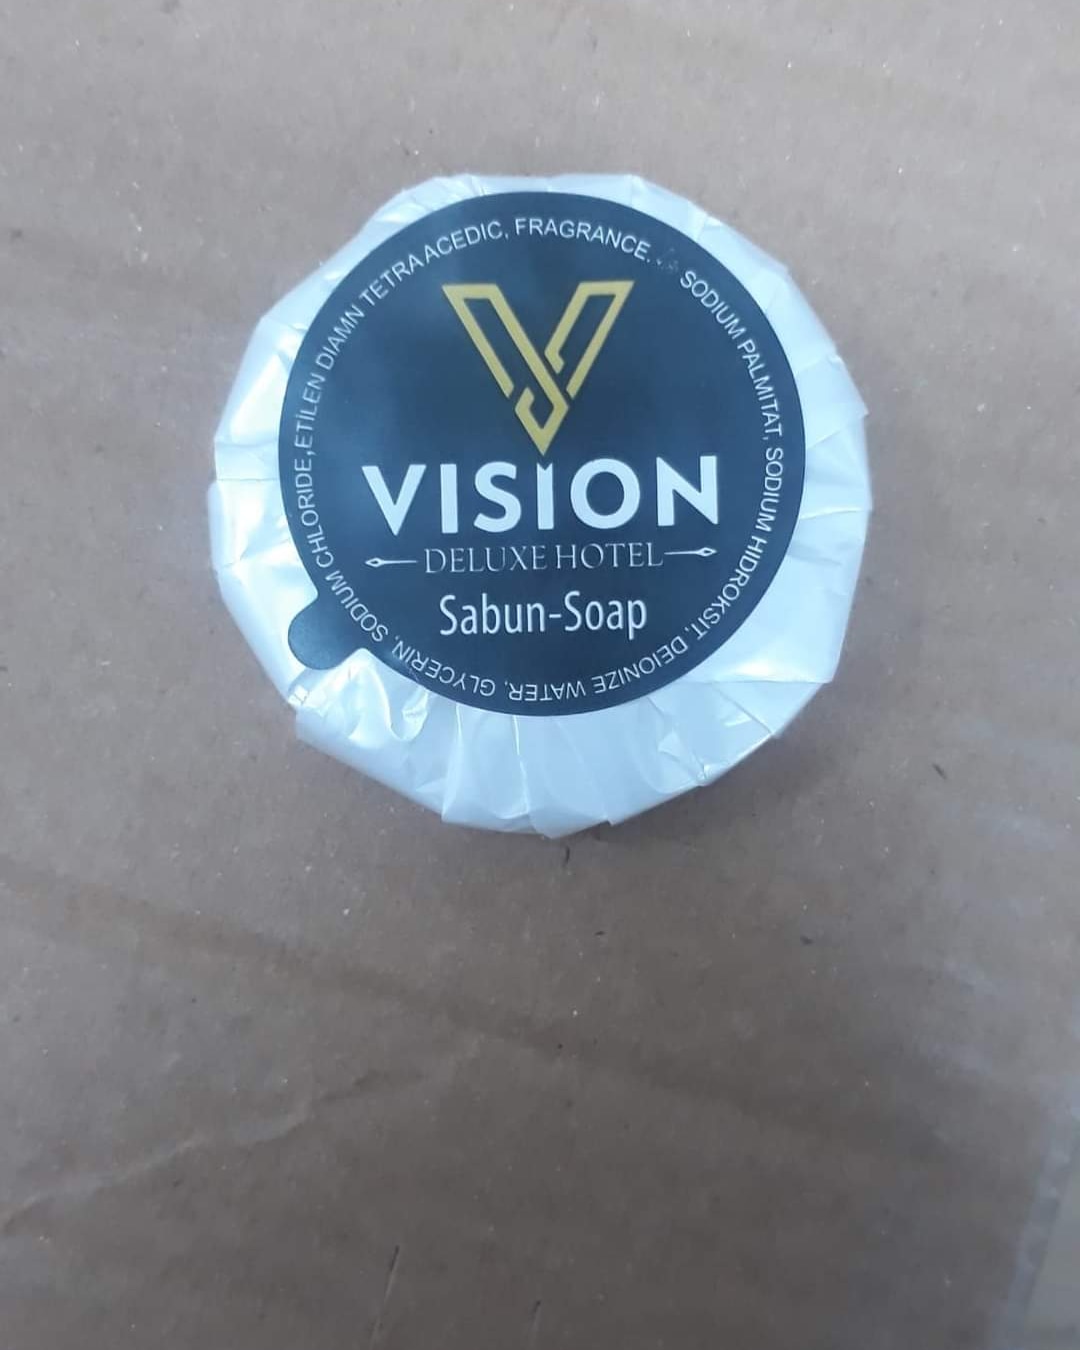 VISION
DELUXE HOTEL
Sabun-Soap
SODIUM PALMITAT, SODIUM HIDROKSIT, DEIONIZE WATER, GLYCERIN, SODIUM CHLORIDE,ETİLEN DIAMN TETRA ACEDIC, FRAGRANCE.